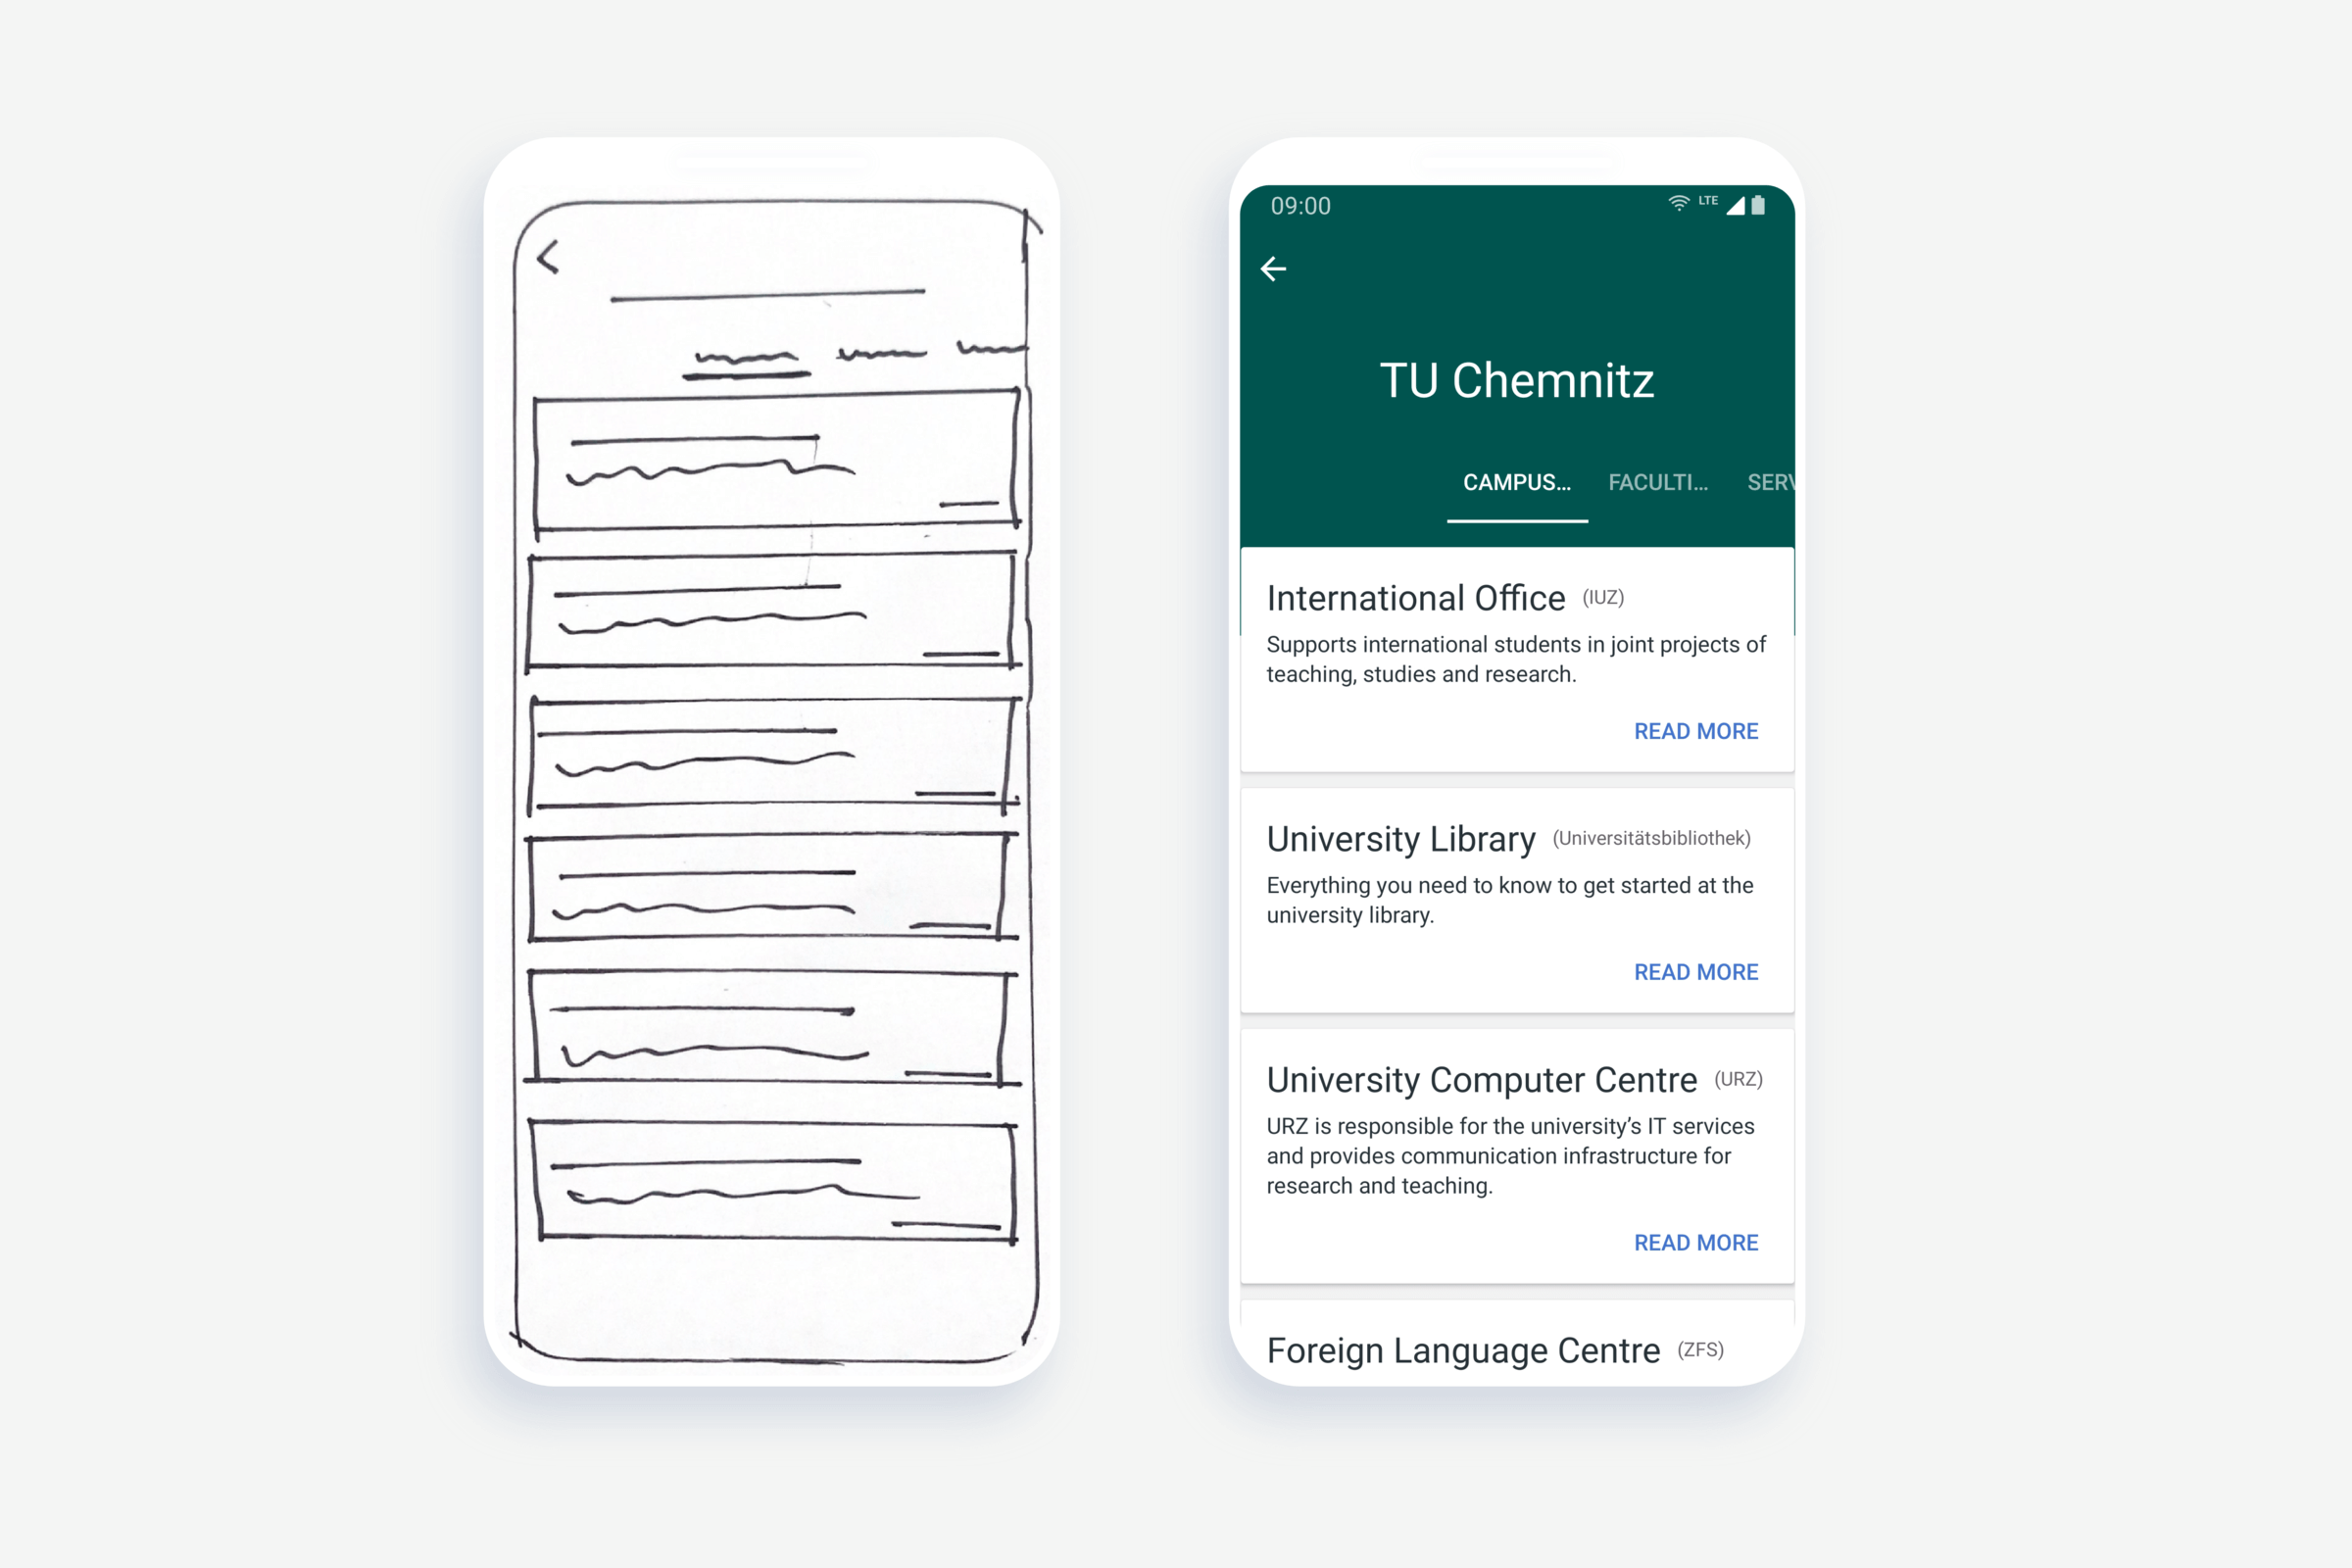 09:00
LTE
TU Chemnitz
CAMPUS... FACULTI... SERV
International Office (IUZ)
Supports international students in joint projects of
teaching, studies and research.
READ MORE
University Library (Universitätsbibliothek)
Everything you need to know to get started at the
university library.
READ MORE
University Computer Centre (URZ)
URZ is responsible for the university’s IT services
and provides communication infrastructure for
research and teaching.
READ MORE
Foreign Language Centre (ZFS)